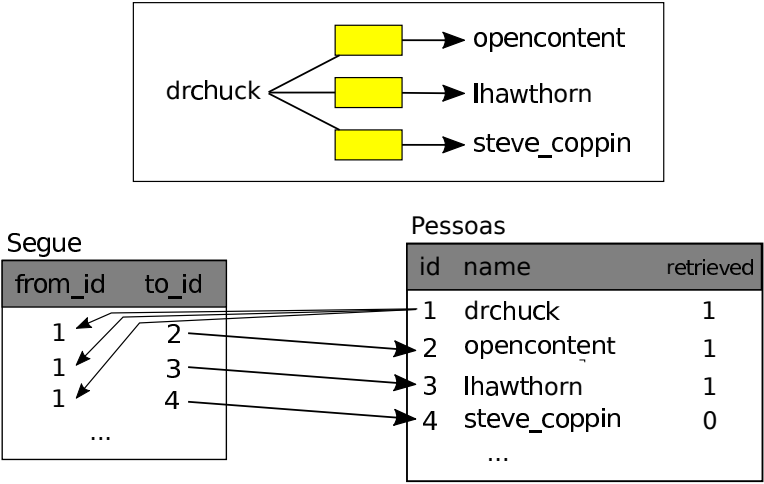 opencontent
drchuck
lhawthorn
steve_coppin
Segue
from_id to_id
1 2
1 3
1 4
...
Pessoas
id name retrieved
1 drchuck 1
2 opencontent 1
3 lhawthorn 1
4 steve_coppin 0
...